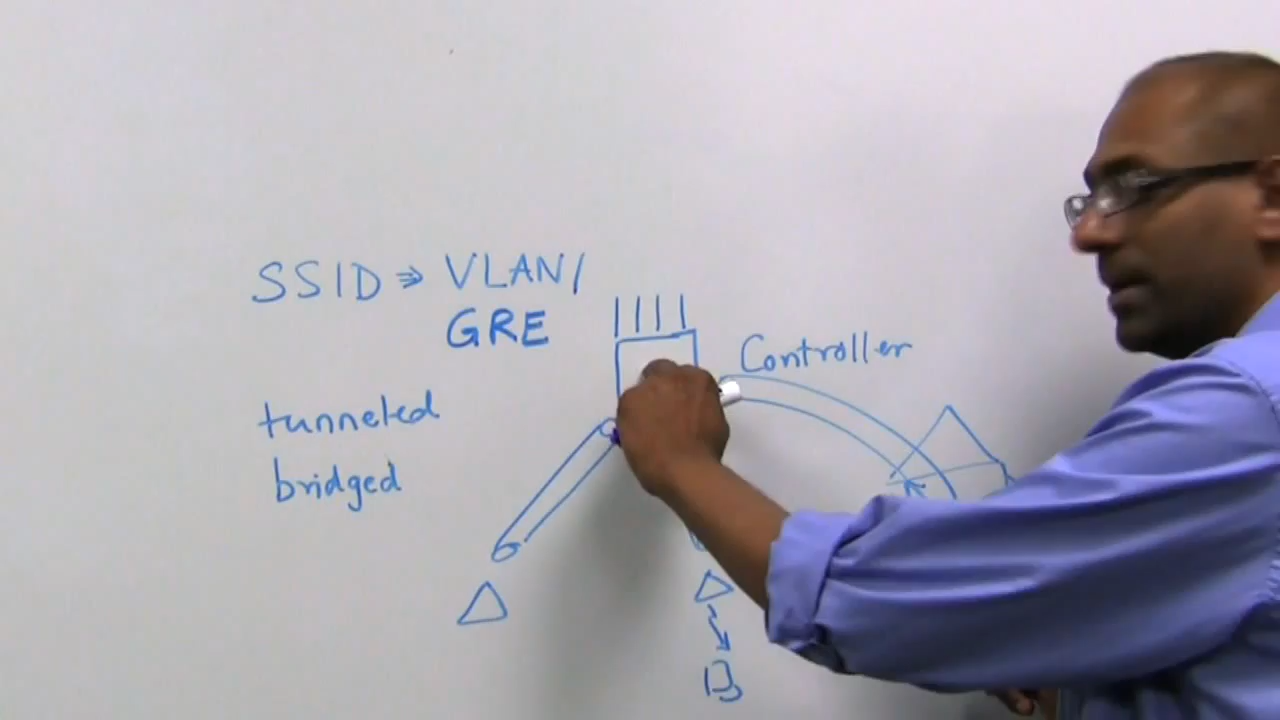 SSID ⇒ VLAN/
GRE
Controller
tunneled
bridged